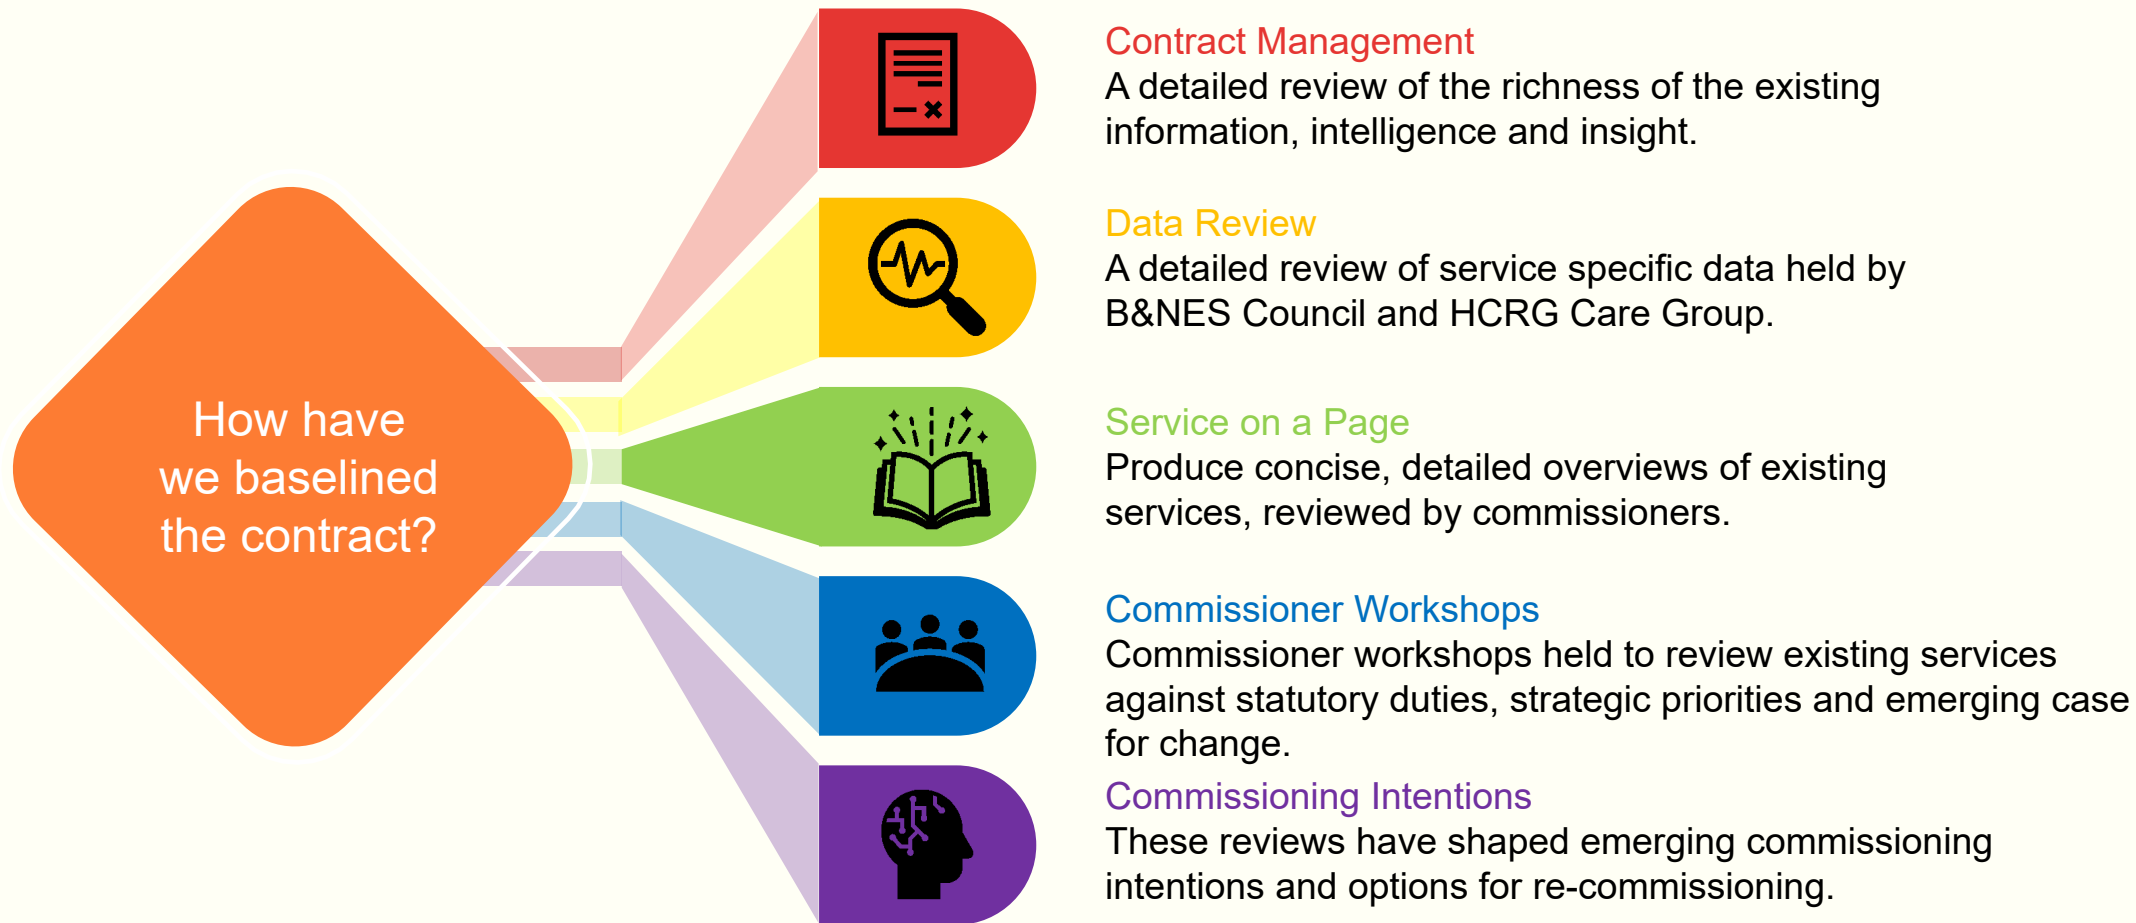 How have
we baselined
the contract?
Contract Management
A detailed review of the richness of the existing
information, intelligence and insight.
Data Review
A detailed review of service specific data held by
B&NES Council and HCRG Care Group.
Service on a Page
Produce concise, detailed overviews of existing
services, reviewed by commissioners.
Commissioner Workshops
Commissioner workshops held to review existing services
against statutory duties, strategic priorities and emerging case
for change.
Commissioning Intentions
These reviews have shaped emerging commissioning
intentions and options for re-commissioning.